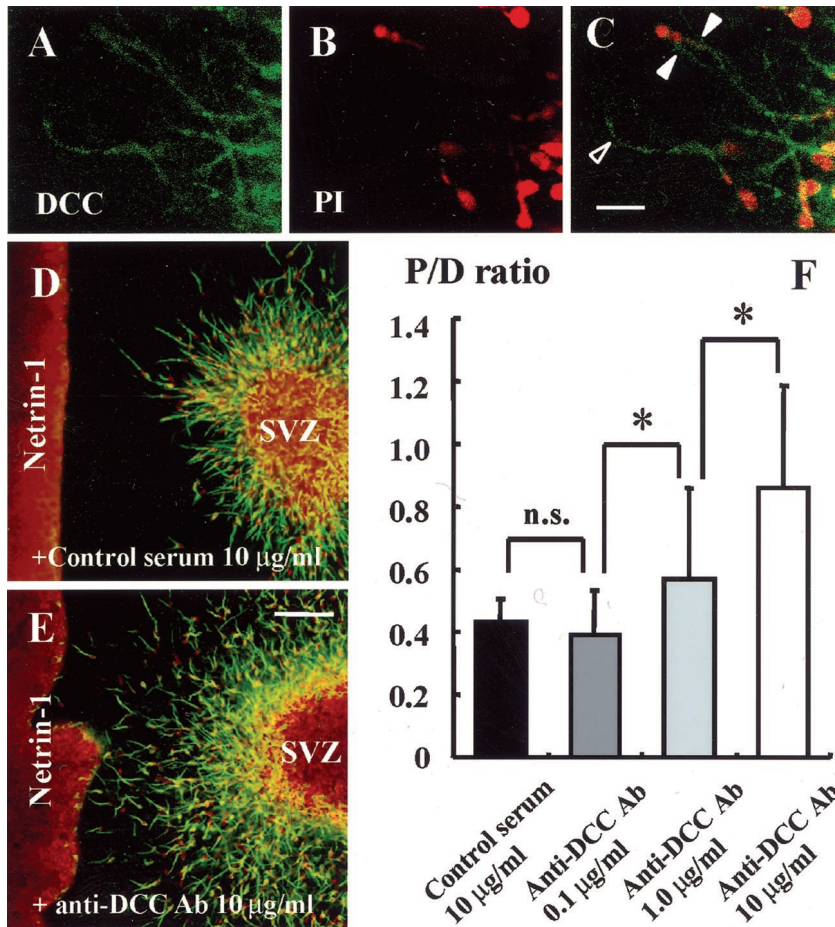 A
DCC
B
PI
C
D
Netrin-1
SVZ
+Control serum 10 µg/ml
E
Netrin-1
SVZ
+ anti-DCC Ab 10 µg/ml
P/D ratio
F
1.4
1.2
1.0
0.8
0.6
0.4
0.2
0
n.s.
*
*
Control serum
10 µg/ml
Anti-DCC Ab
0.1 µg/ml
Anti-DCC Ab
1.0 µg/ml
Anti-DCC Ab
10 µg/ml